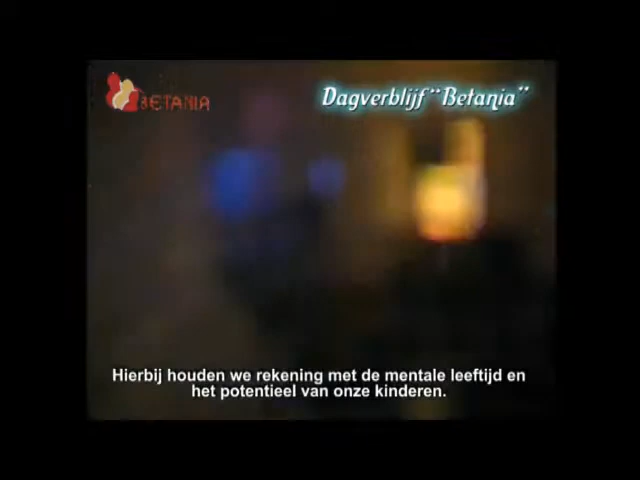 BETANIA
Dagverblijf "Betania"
Hierbij houden we rekening met de mentale leeftijd en
het potentieel van onze kinderen.